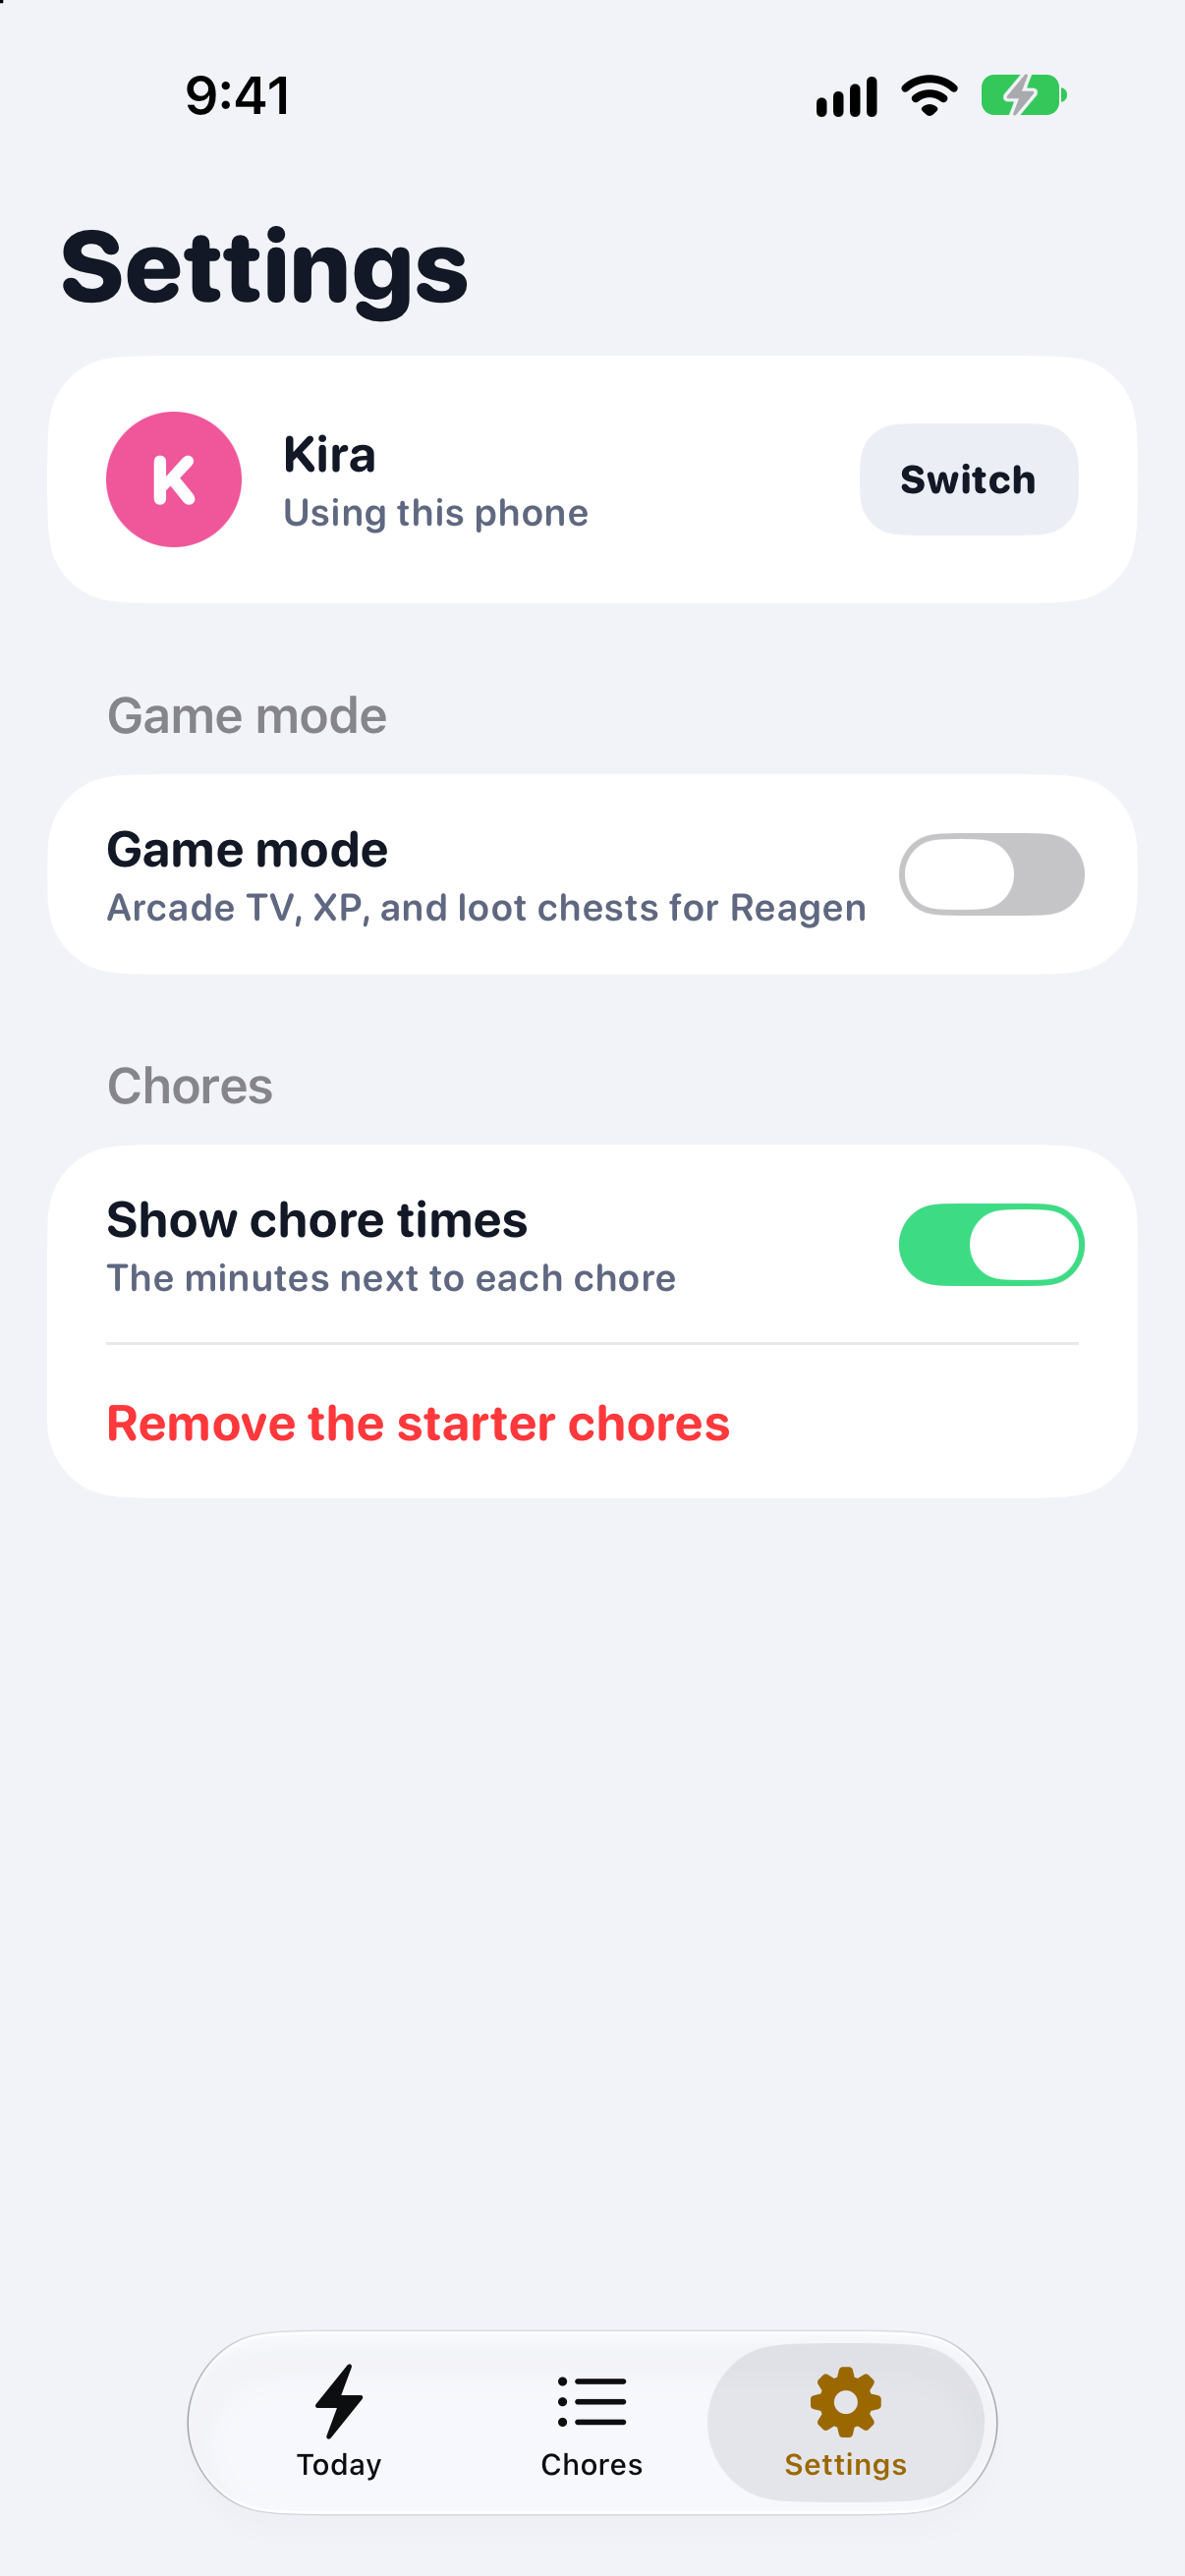 9:41
Settings
K
Kira
Using this phone
Switch
Game mode
Game mode
Arcade TV, XP, and loot chests for Reagen
Chores
Show chore times
The minutes next to each chore
Remove the starter chores
Today
Chores
Settings